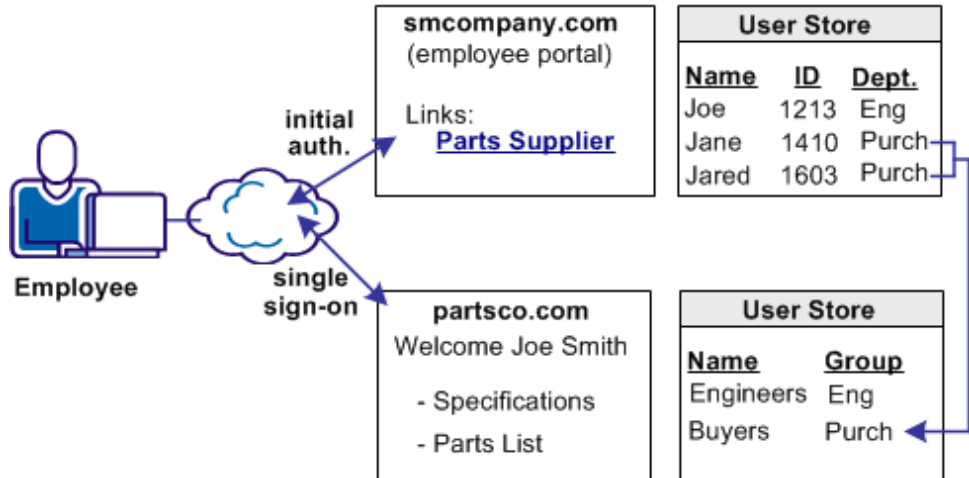 smcompany.com
(employee portal)
Links:
Parts Supplier
User Store
Name ID Dept.
Joe 1213 Eng
Jane 1410 Purch
Jared 1603 Purch
initial
auth.
Employee
single
sign-on
partsco.com
Welcome Joe Smith
- Specifications
- Parts List
User Store
Name Group
Engineers Eng
Buyers Purch